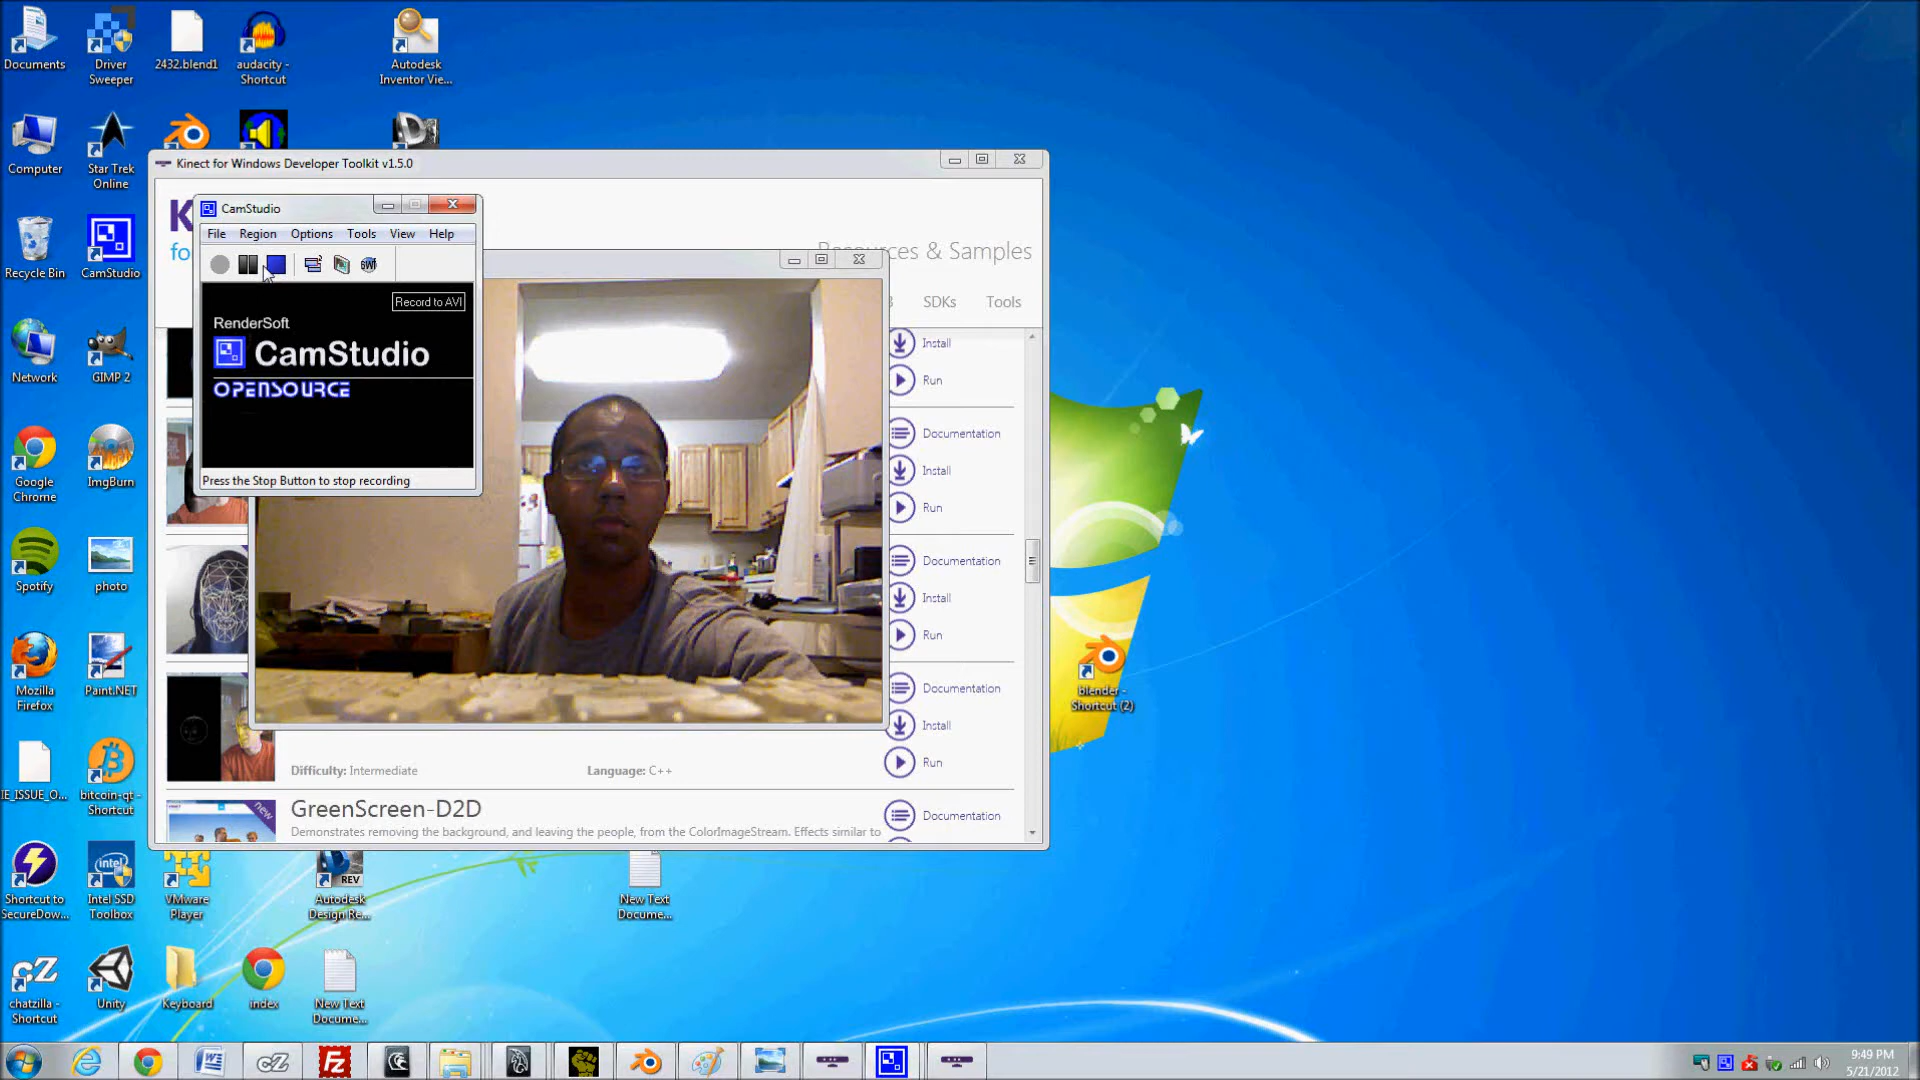 Documents
Driver
Sweeper
2432.blend1
audacity -
Shortcut
Autodesk
Inventor Vie...
Computer
Star Trek
Online
Recycle Bin
CamStudio
Network
GIMP 2
Google
Chrome
ImgBurn
Spotify
photo
Mozilla
Firefox
Paint.NET
IE_ISSUE_O...
bitcoin-qt -
Shortcut
Shortcut to
SecureDow...
Intel SSD
Toolbox
VMware
Player
REV
Autodesk
Design Re...
New Text
Docume...
chatzilla -
Shortcut
Unity
Keyboard
index
New Text
Docume...
blender -
Shortcut (2)
Kinect for Windows Developer Toolkit v1.5.0
K
fo
Resources & Samples
SDKs
Tools
CamStudio
File
Region
Options
Tools
View
Help
Record to AVI
RenderSoft
CamStudio
OPENSOURCE
Press the Stop Button to stop recording
Install
Run
Documentation
Install
Run
Documentation
Install
Run
Documentation
Install
Run
Difficulty: Intermediate
Language: C++
new
GreenScreen-D2D
Demonstrates removing the background, and leaving the people, from the ColorImageStream. Effects similar to
Documentation
9:49 PM
5/21/2012